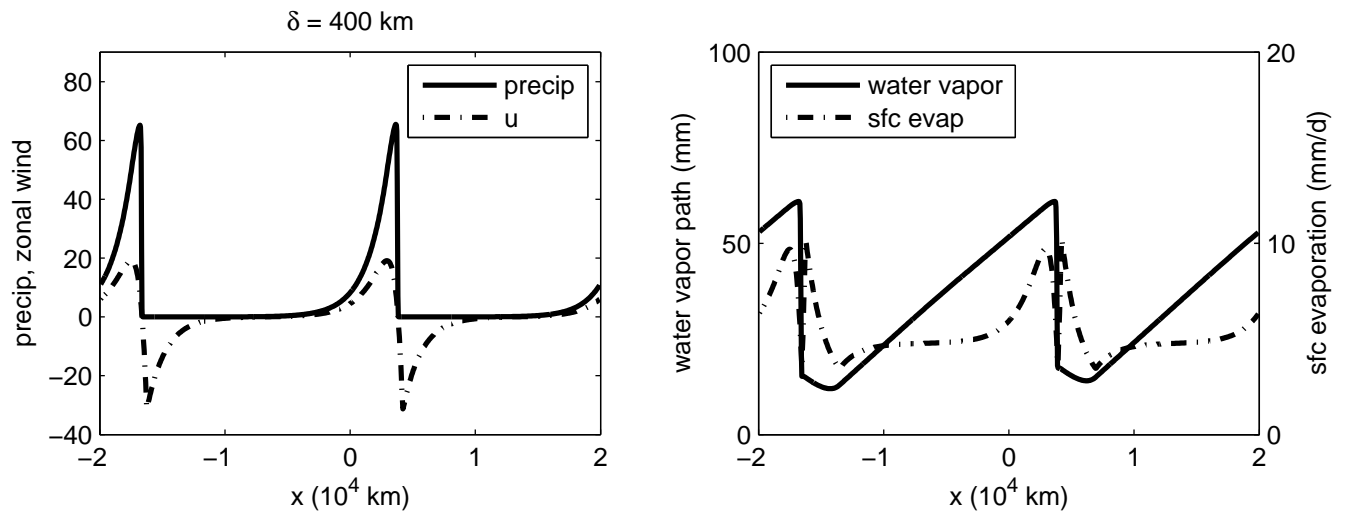 δ = 400 km
precip, zonal wind
80
60
40
20
0
−20
−40
−2
−1
0
1
2
x (10⁴ km)
precip
u
water vapor path (mm)
100
50
0
−2
−1
0
1
2
x (10⁴ km)
water vapor
sfc evap
20
10
0
sfc evaporation (mm/d)